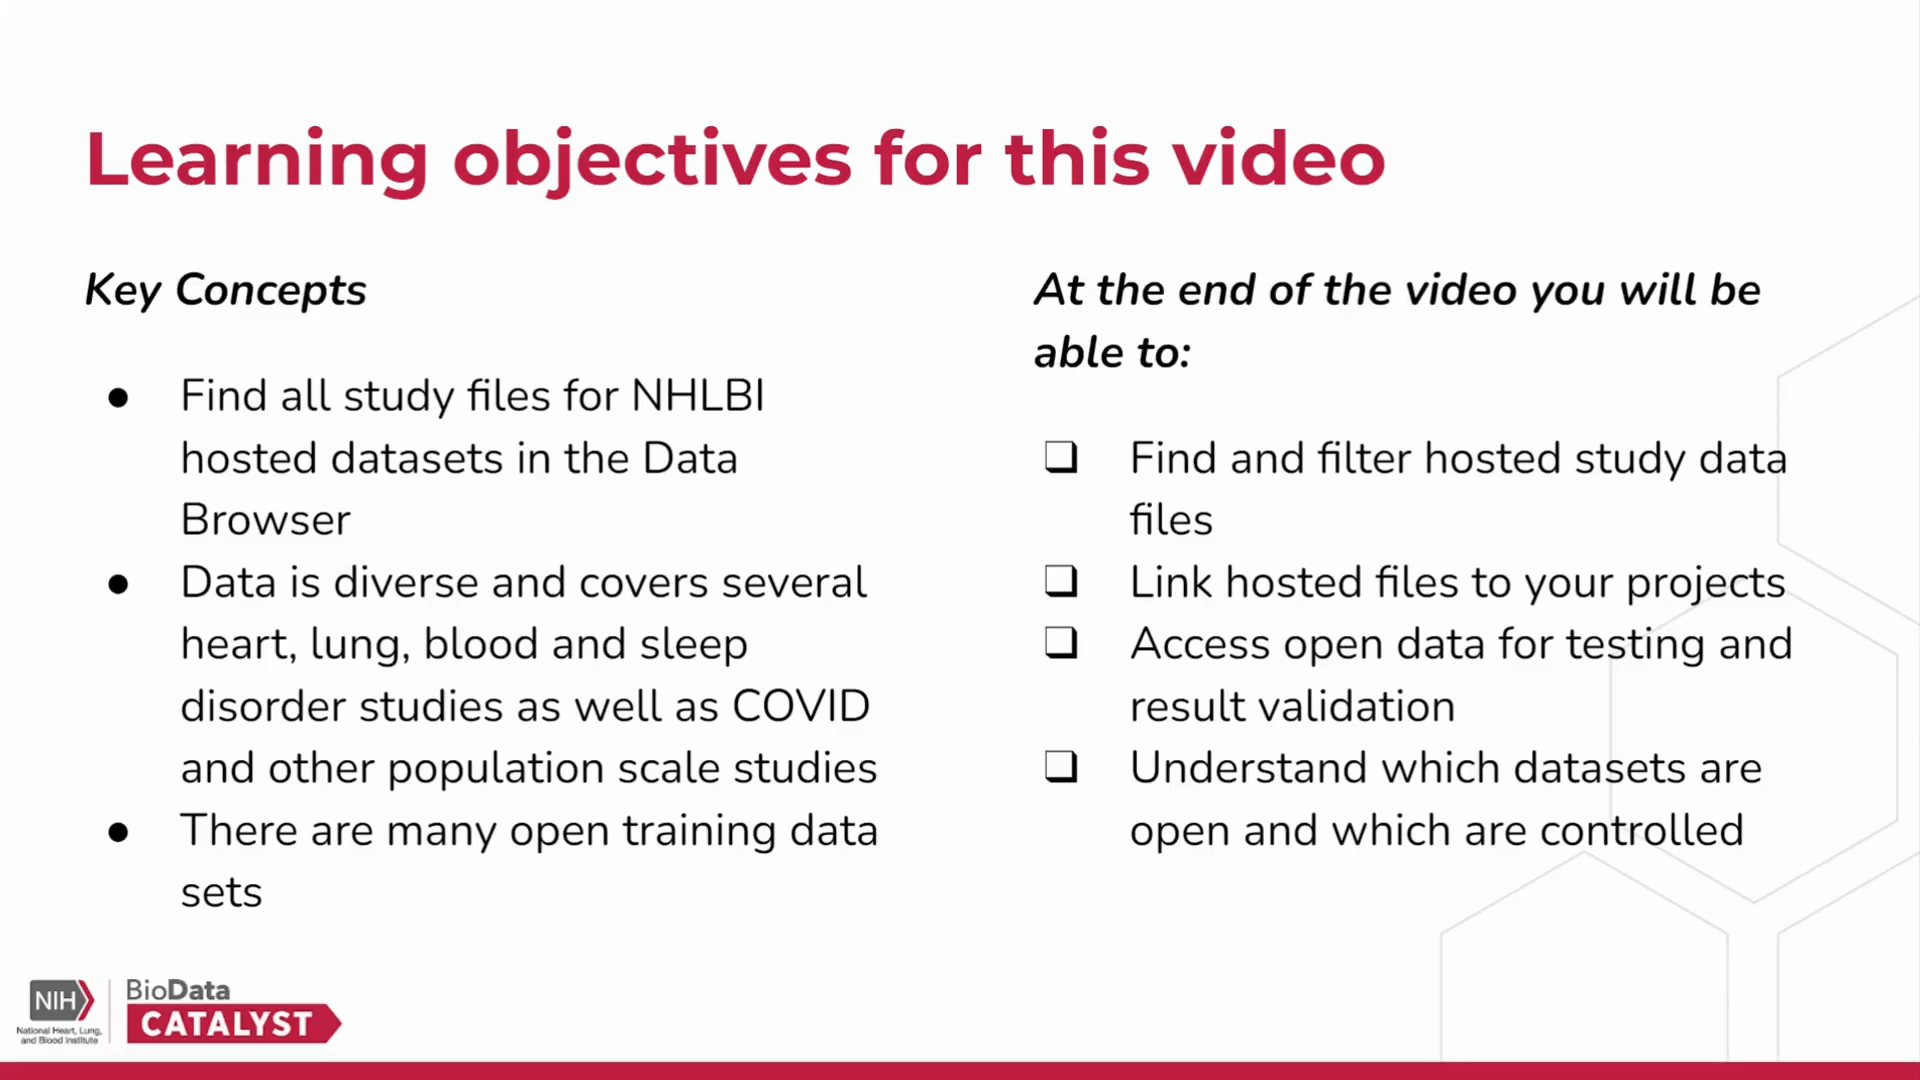 Learning objectives for this video
Key Concepts
● Find all study files for NHLBI
hosted datasets in the Data
Browser
● Data is diverse and covers several
heart, lung, blood and sleep
disorder studies as well as COVID
and other population scale studies
● There are many open training data
sets
At the end of the video you will be
able to:
❏ Find and filter hosted study data
files
❏ Link hosted files to your projects
❏ Access open data for testing and
result validation
❏ Understand which datasets are
open and which are controlled
NIH
National Heart, Lung,
and Blood Institute
BioData
CATALYST